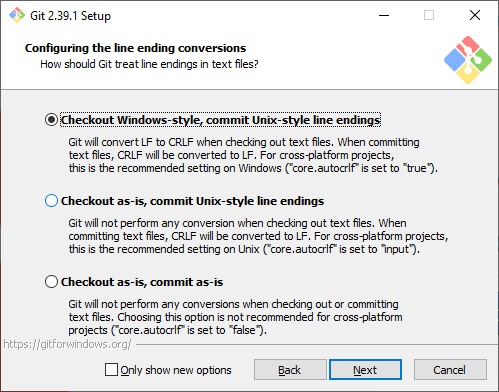 Git 2.39.1 Setup
Configuring the line ending conversions
How should Git treat line endings in text files?
Checkout Windows-style, commit Unix-style line endings
Git will convert LF to CRLF when checking out text files. When committing
text files, CRLF will be converted to LF. For cross-platform projects,
this is the recommended setting on Windows ("core.autocrlf" is set to "true").
Checkout as-is, commit Unix-style line endings
Git will not perform any conversion when checking out text files. When
committing text files, CRLF will be converted to LF. For cross-platform projects,
this is the recommended setting on Unix ("core.autocrlf" is set to "input").
Checkout as-is, commit as-is
Git will not perform any conversions when checking out or committing
text files. Choosing this option is not recommended for cross-platform
projects ("core.autocrlf" is set to "false").
https://gitforwindows.org/
Only show new options
Back
Next
Cancel